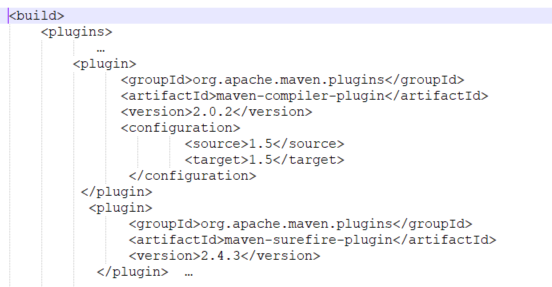 <build>
<plugins>
…
<plugin>
<groupId>org.apache.maven.plugins</groupId>
<artifactId>maven-compiler-plugin</artifactId>
<version>2.0.2</version>
<configuration>
<source>1.5</source>
<target>1.5</target>
</configuration>
</plugin>
<plugin>
<groupId>org.apache.maven.plugins</groupId>
<artifactId>maven-surefire-plugin</artifactId>
<version>2.4.3</version>
</plugin> …